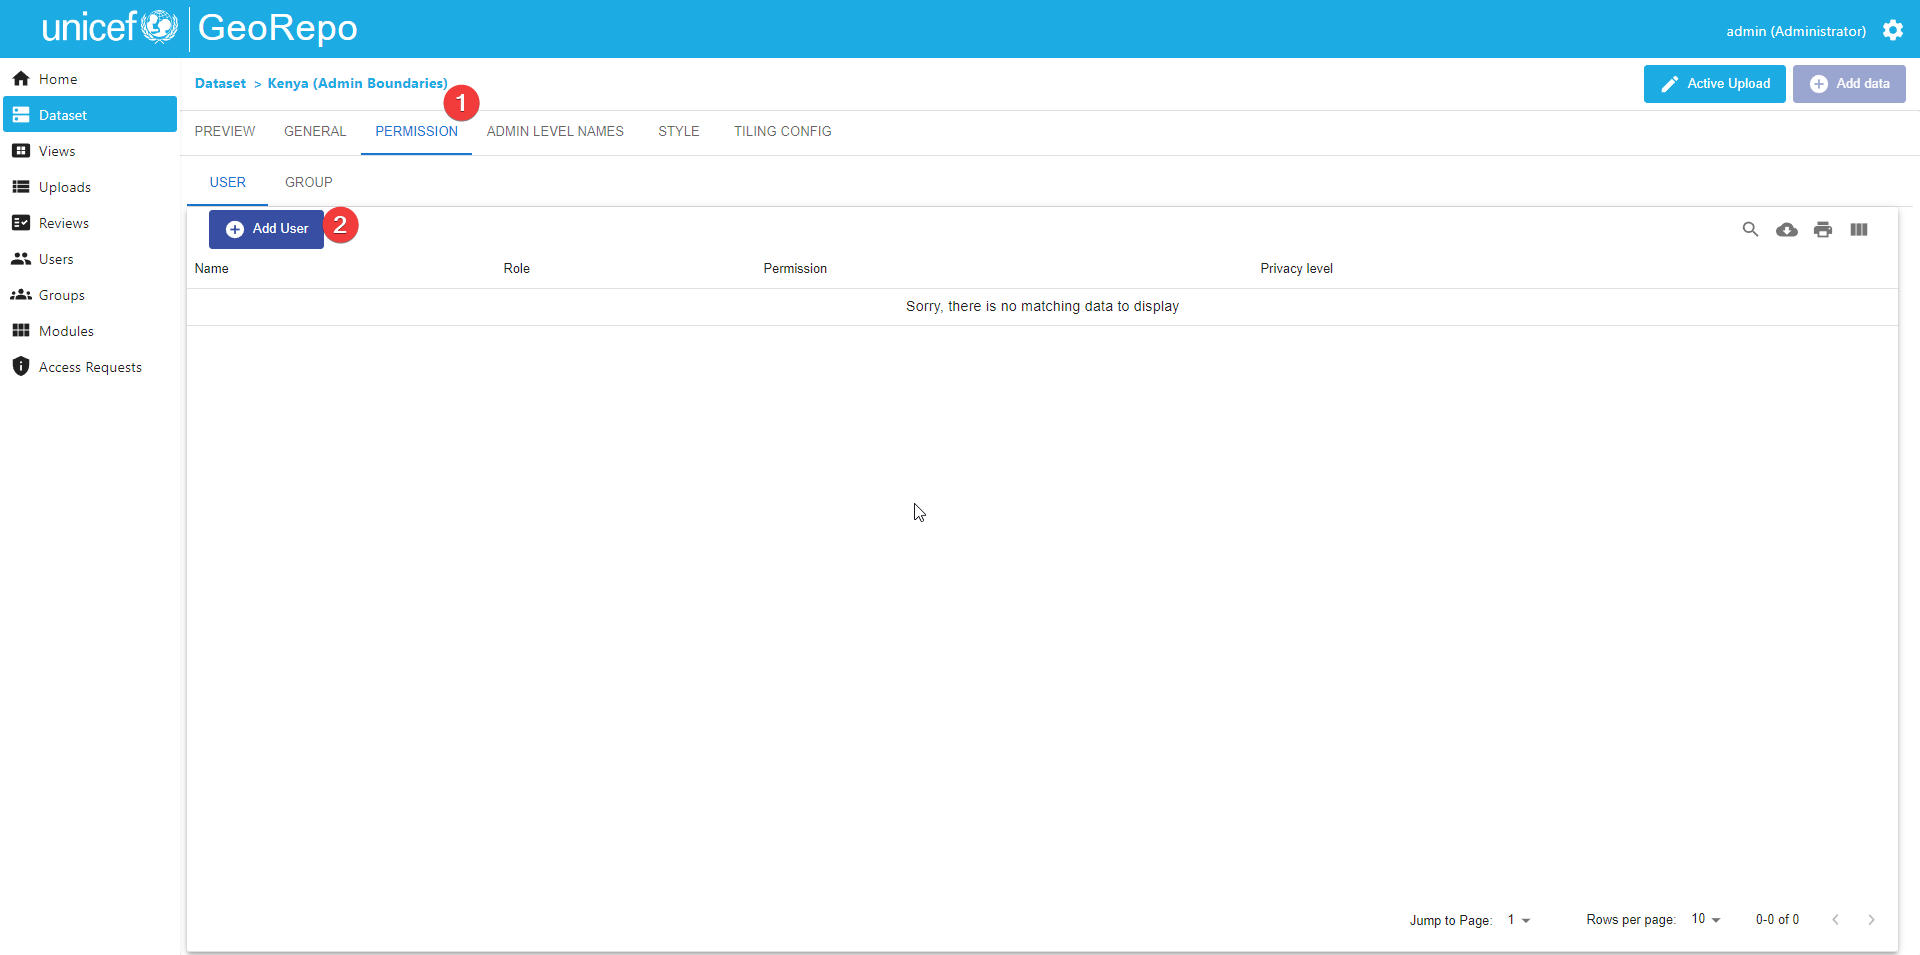 unicef GeoRepo
admin (Administrator)
Home
Dataset
Views
Uploads
Reviews
Users
Groups
Modules
Access Requests
Dataset > Kenya (Admin Boundaries)
Active Upload
Add data
1
PREVIEW GENERAL PERMISSION ADMIN LEVEL NAMES STYLE TILING CONFIG
USER GROUP
Add User
2
Name Role Permission Privacy level
Sorry, there is no matching data to display
Jump to Page: 1 Rows per page: 10 0-0 of 0